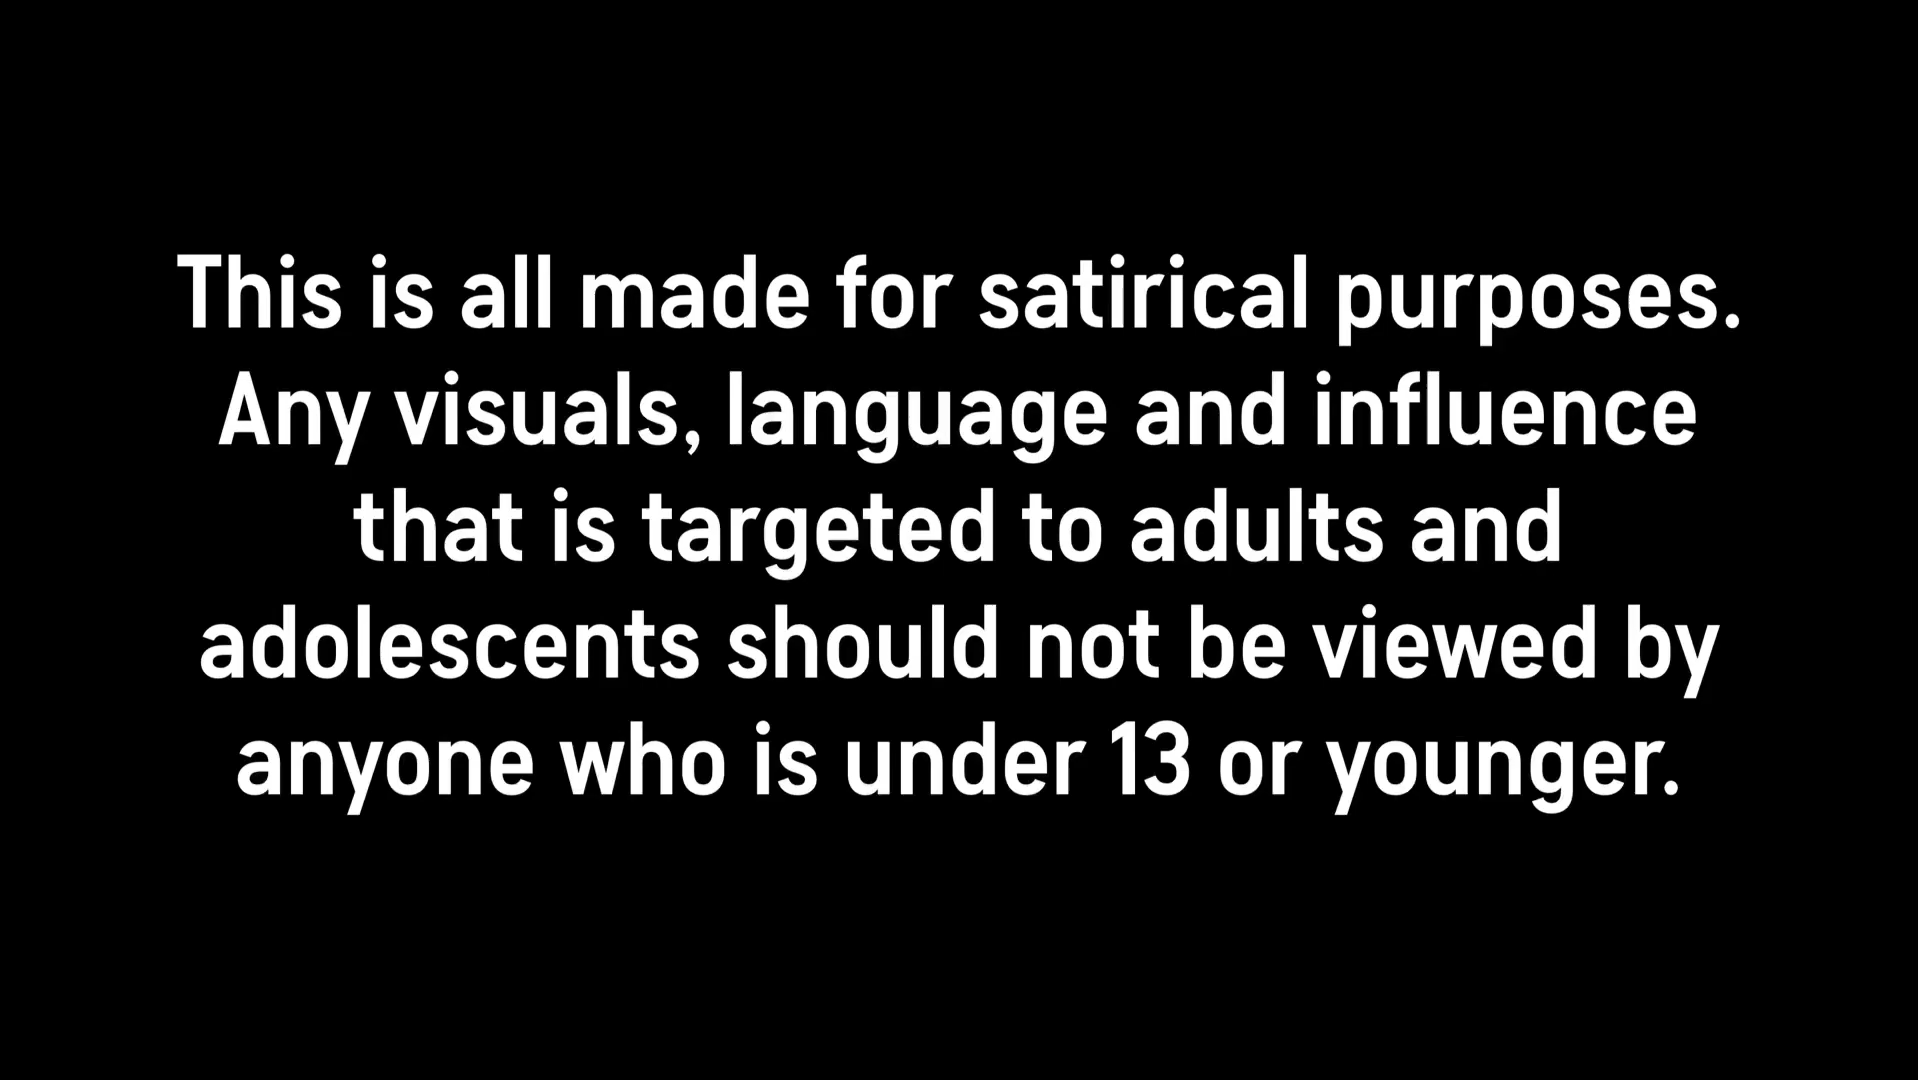 This is all made for satirical purposes.
Any visuals, language and influence
that is targeted to adults and
adolescents should not be viewed by
anyone who is under 13 or younger.